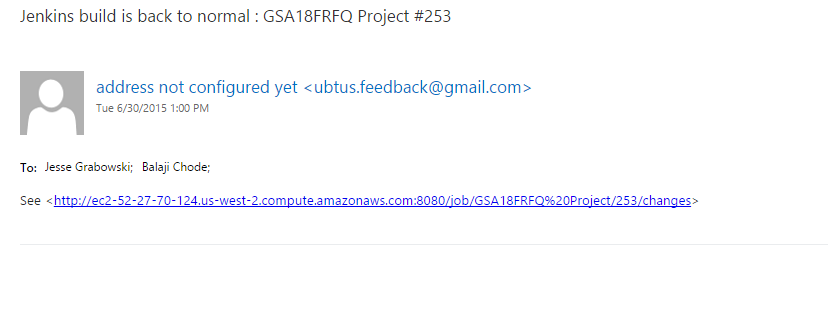 Jenkins build is back to normal : GSA18FRFQ Project #253
address not configured yet <ubtus.feedback@gmail.com>
Tue 6/30/2015 1:00 PM
To: Jesse Grabowski; Balaji Chode;
See <http://ec2-52-27-70-124.us-west-2.compute.amazonaws.com:8080/job/GSA18FRFQ%20Project/253/changes>